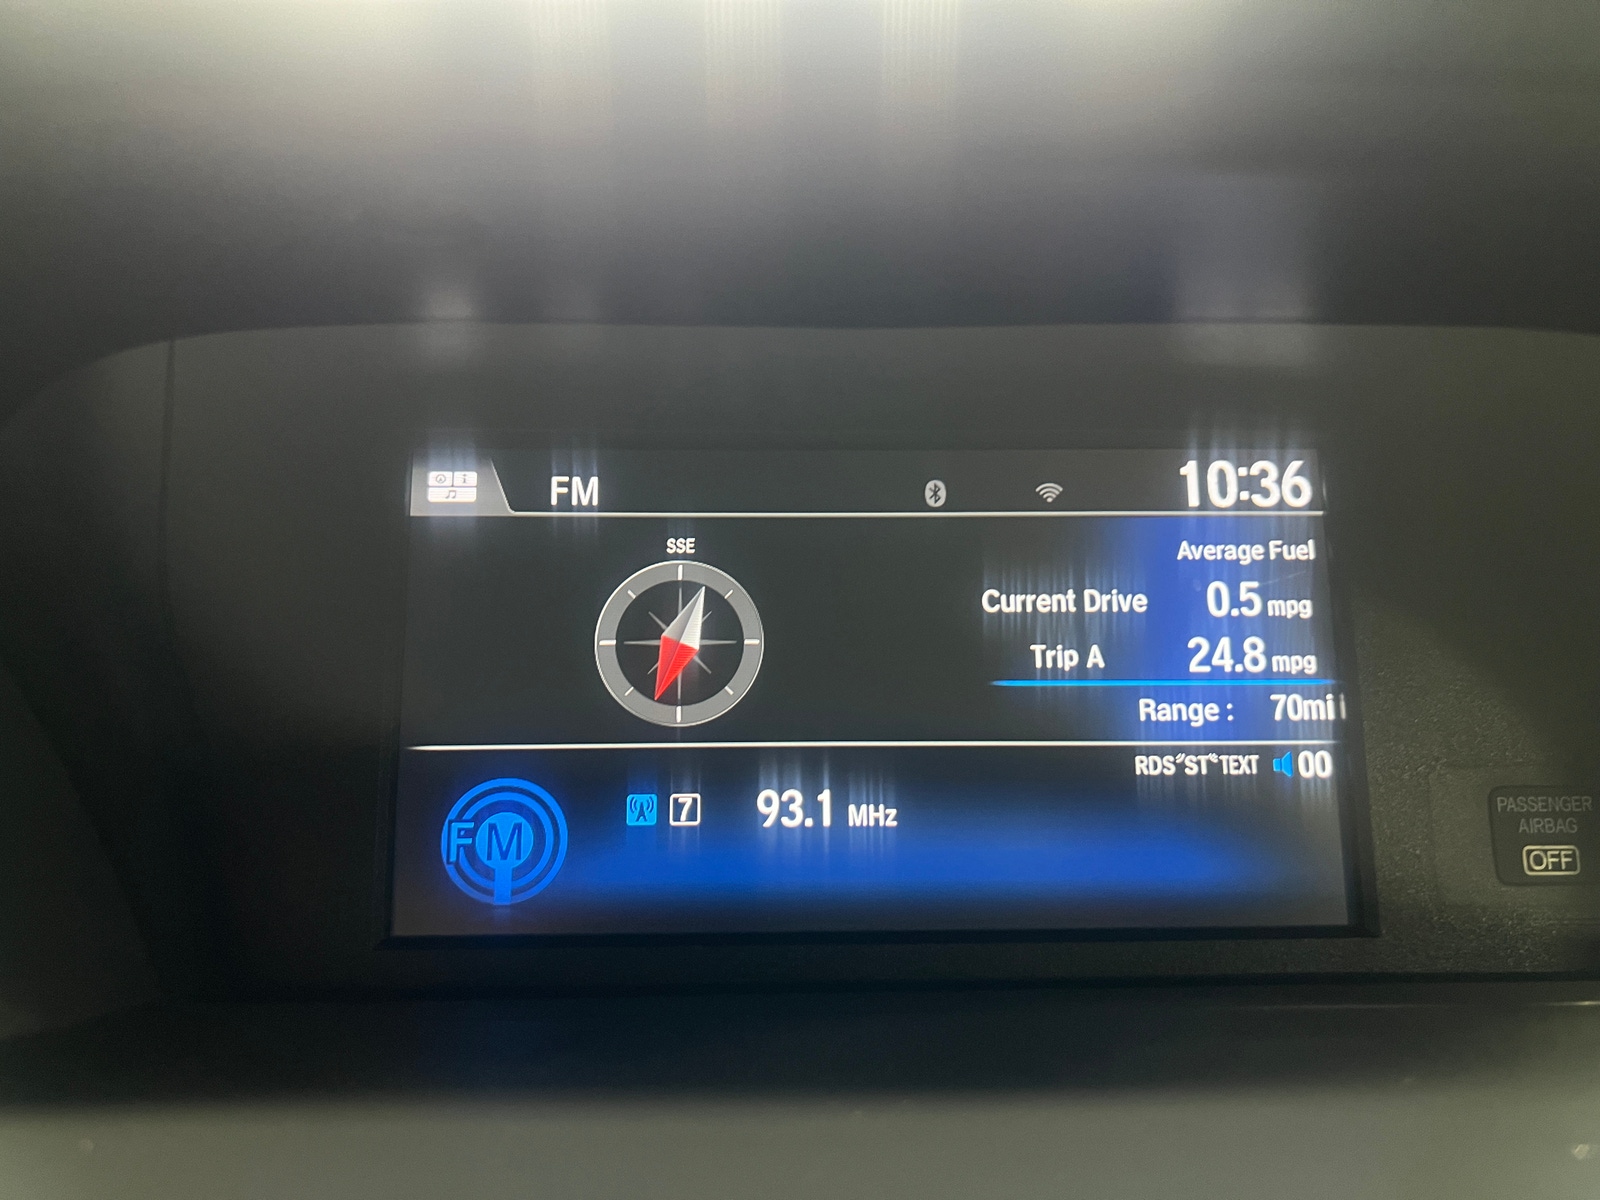 FM
10:36
SSE
Average Fuel
Current Drive 0.5 mpg
Trip A 24.8 mpg
Range : 70mi
RDS ST TEXT 00
FM
7 93.1 MHz
PASSENGER
AIRBAG
OFF